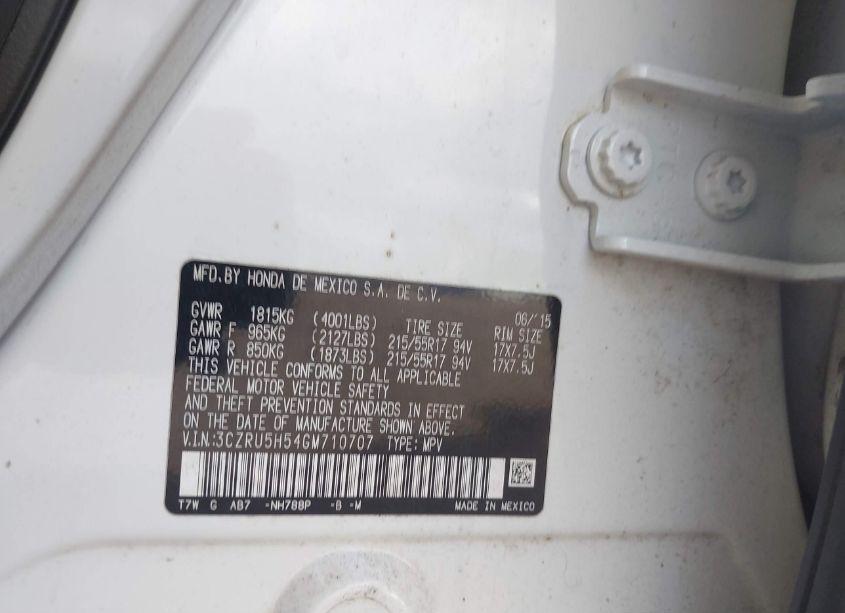 MFD. BY HONDA DE MEXICO S.A. DE C.V.
06/'15
GVWR 1815KG (4001LBS) TIRE SIZE RIM SIZE
GAWR F 965KG (2127LBS) 215/55R17 94V 17X7.5J
GAWR R 850KG (1873LBS) 215/55R17 94V 17X7.5J
THIS VEHICLE CONFORMS TO ALL APPLICABLE
FEDERAL MOTOR VEHICLE SAFETY
AND THEFT PREVENTION STANDARDS IN EFFECT
ON THE DATE OF MANUFACTURE SHOWN ABOVE.
V.I.N.:3CZRU5H54GM710707 TYPE: MPV
T7W G AB7 -NH788P -B -M MADE IN MEXICO